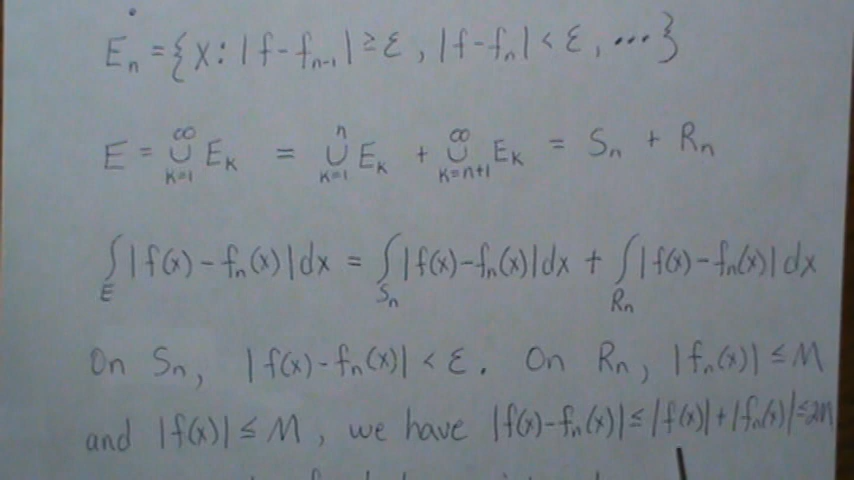 Eₙ = {x: |f - fₙ₋₁| ≥ ε, |f - fₙ| < ε, ...}
E = ∪_{k=1}^{∞} E_k = ∪_{k=1}^{n} E_k + ∪_{k=n+1}^{∞} E_k = Sₙ + Rₙ
∫_E |f(x) - fₙ(x)| dx = ∫_{Sₙ} |f(x) - fₙ(x)| dx + ∫_{Rₙ} |f(x) - fₙ(x)| dx
On Sₙ, |f(x) - fₙ(x)| < ε. On Rₙ, |fₙ(x)| ≤ M
and |f(x)| ≤ M, we have |f(x) - fₙ(x)| ≤ |f(x)| + |fₙ(x)| ≤ 2M